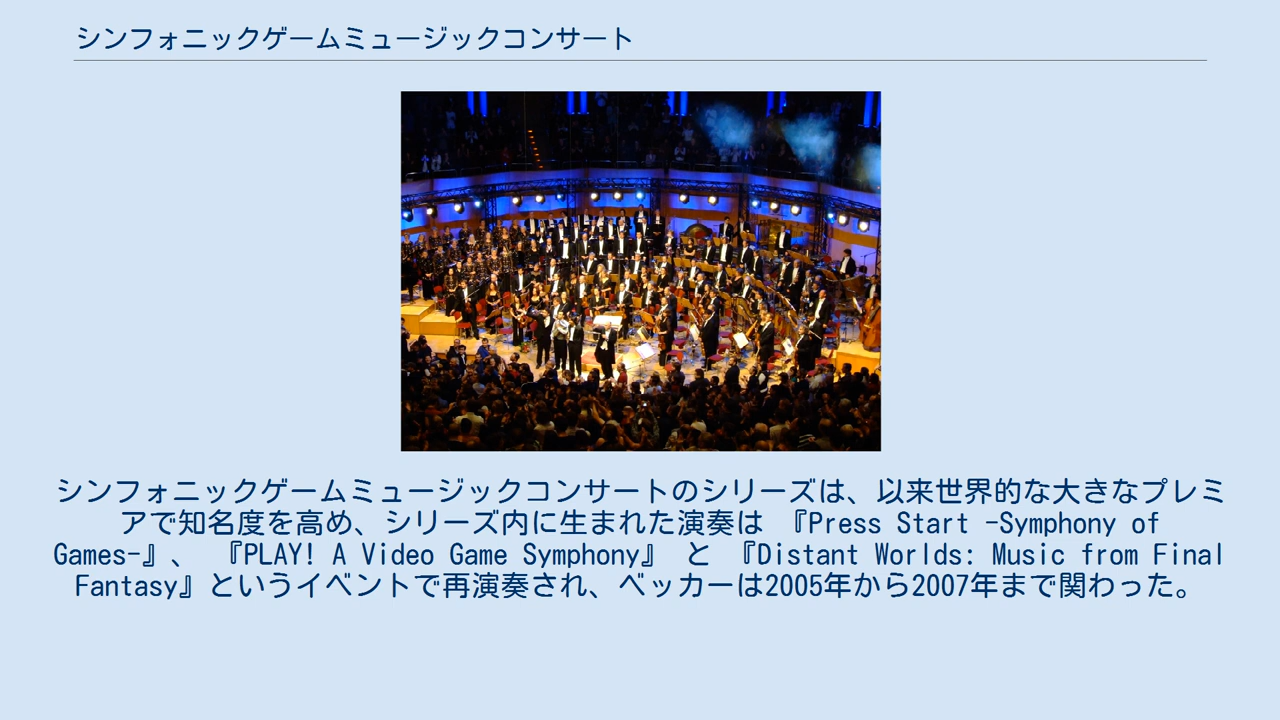 シンフォニックゲームミュージックコンサート
シンフォニックゲームミュージックコンサートのシリーズは、以来世界的な大きなプレミ
アで知名度を高め、シリーズ内に生まれた演奏は 『Press Start -Symphony of
Games-』、 『PLAY! A Video Game Symphony』 と 『Distant Worlds: Music from Final
Fantasy』というイベントで再演奏され、ベッカーは2005年から2007年まで関わった。